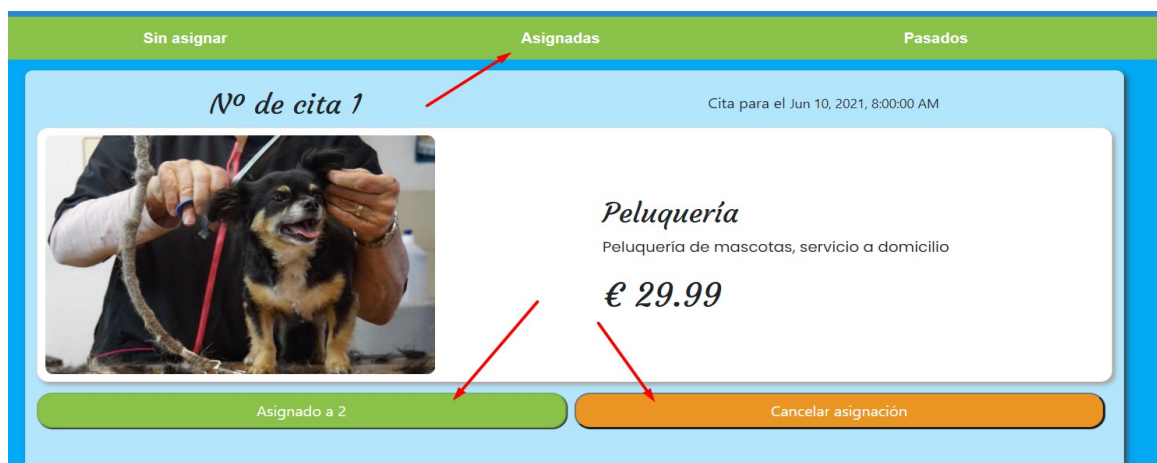 Sin asignar
Asignadas
Pasados
Nº de cita 1
Cita para el Jun 10, 2021, 8:00:00 AM
Peluquería
Peluquería de mascotas, servicio a domicilio
€ 29.99
Asignado a 2
Cancelar asignación